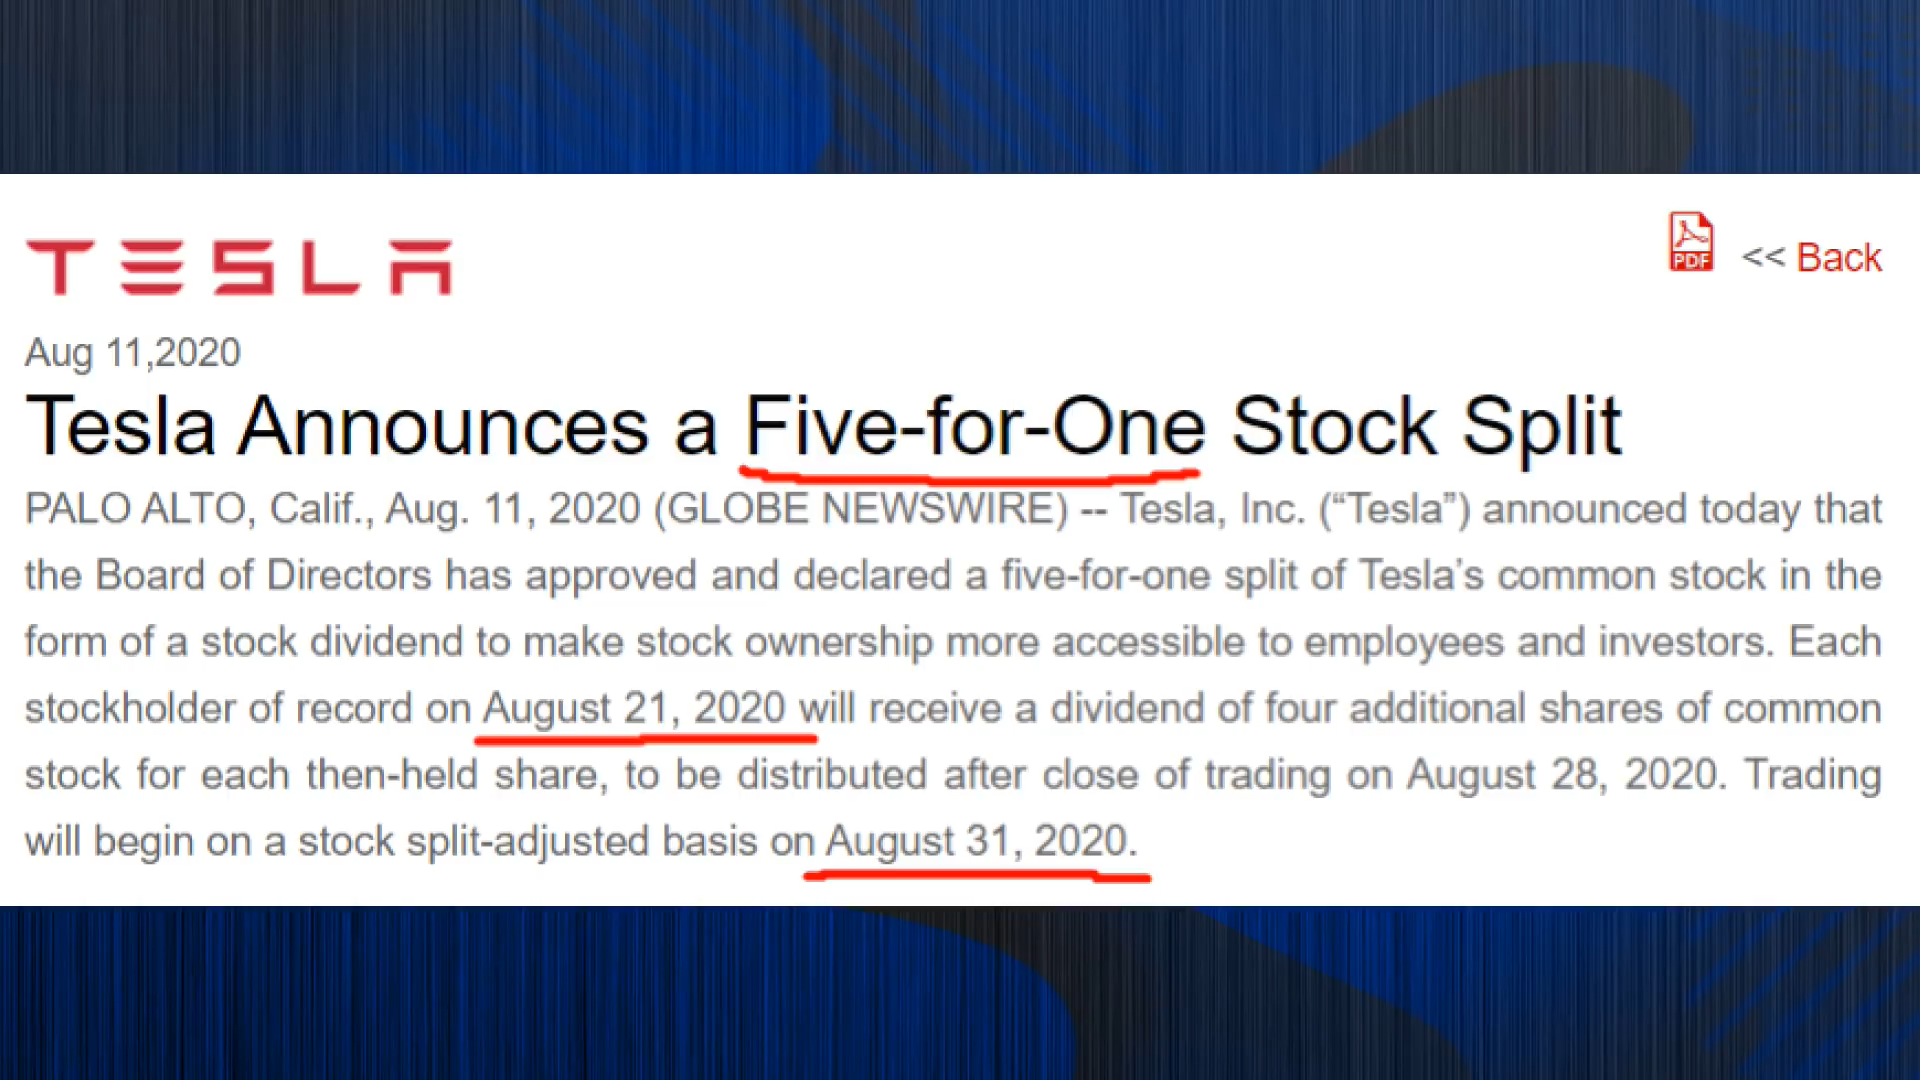 TESLA
PDF << Back
Aug 11,2020
Tesla Announces a Five-for-One Stock Split
PALO ALTO, Calif., Aug. 11, 2020 (GLOBE NEWSWIRE) -- Tesla, Inc. (“Tesla”) announced today that
the Board of Directors has approved and declared a five-for-one split of Tesla’s common stock in the
form of a stock dividend to make stock ownership more accessible to employees and investors. Each
stockholder of record on August 21, 2020 will receive a dividend of four additional shares of common
stock for each then-held share, to be distributed after close of trading on August 28, 2020. Trading
will begin on a stock split-adjusted basis on August 31, 2020.